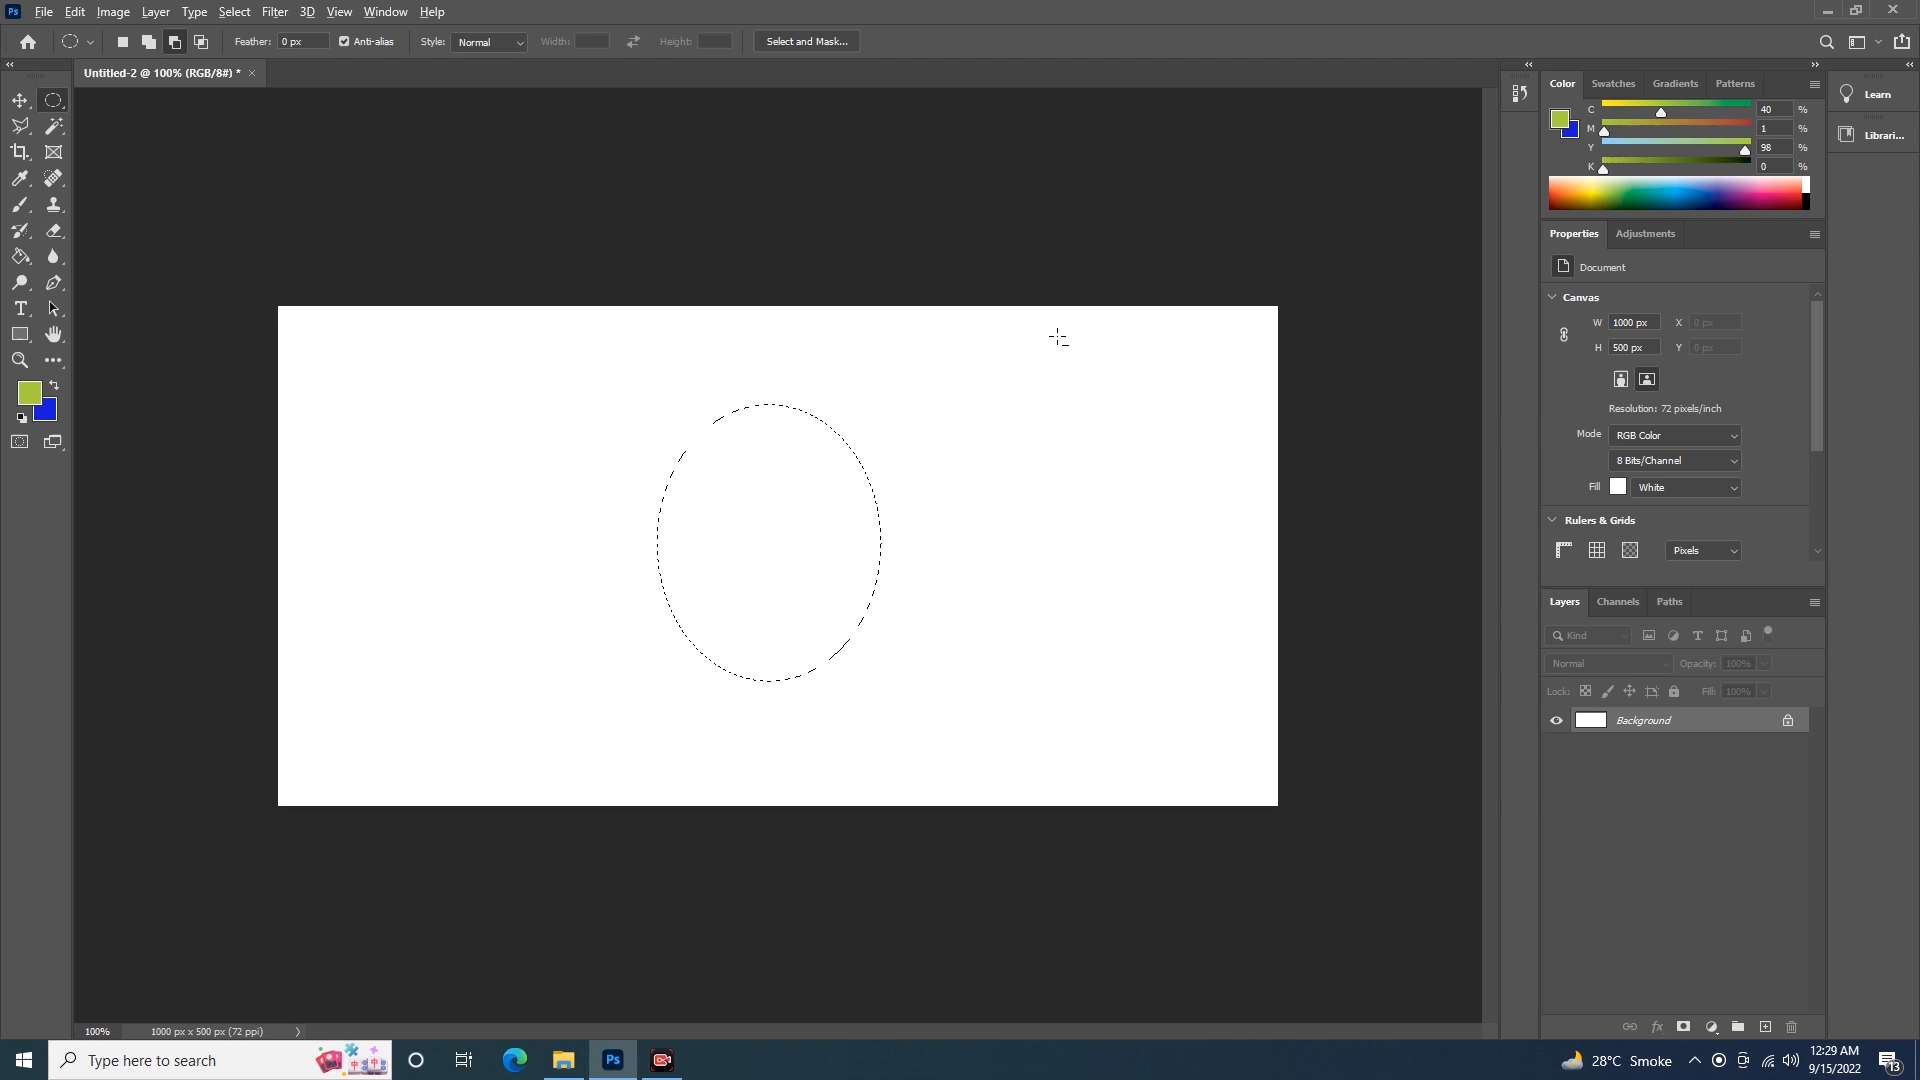 Ps File Edit Image Layer Type Select Filter 3D View Window Help
Feather: 0 px Anti-alias Style: Normal Width: Height: Select and Mask...
Untitled-2 @ 100% (RGB/8#) * ×
Color Swatches Gradients Patterns
C 40 %
M 1 %
Y 98 %
K 0 %
Learn
Librari...
Properties Adjustments
Document
Canvas
W 1000 px X 0 px
H 500 px Y 0 px
Resolution: 72 pixels/inch
Mode RGB Color
8 Bits/Channel
Fill White
Rulers & Grids
Pixels
Layers Channels Paths
Kind
Normal Opacity: 100%
Lock: Fill: 100%
Background
fx
100% 1000 px x 500 px (72 ppi)
Type here to search
Ps
28°C Smoke
12:29 AM
9/15/2022
13